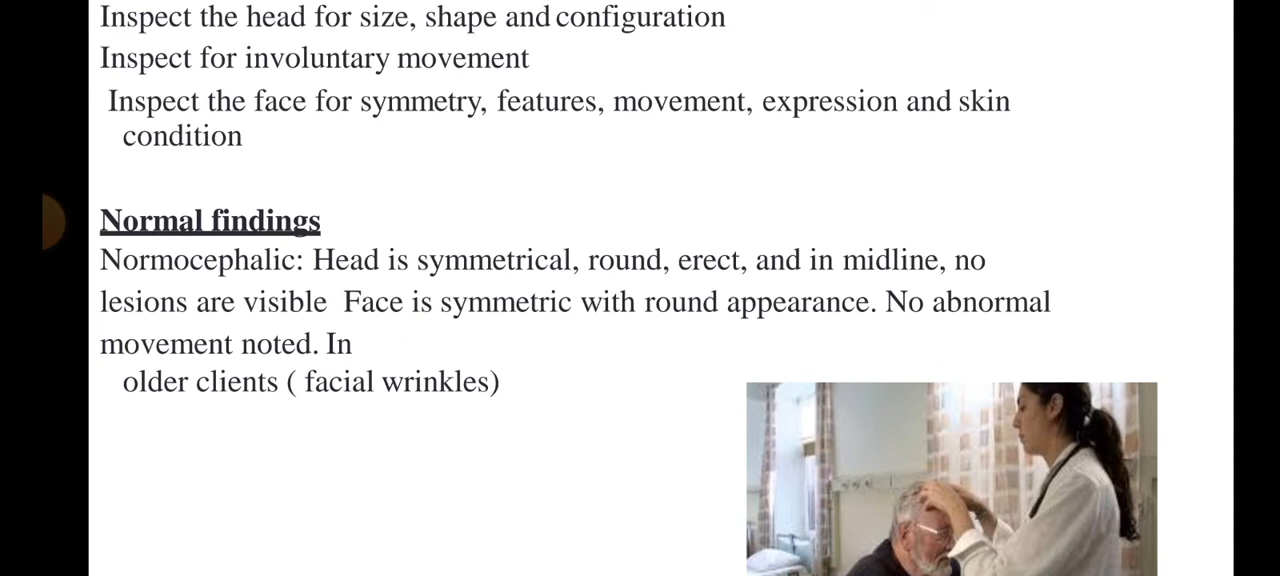 Inspect the head for size, shape and configuration
Inspect for involuntary movement
Inspect the face for symmetry, features, movement, expression and skin
condition
Normal findings
Normocephalic: Head is symmetrical, round, erect, and in midline, no
lesions are visible  Face is symmetric with round appearance. No abnormal
movement noted. In
older clients ( facial wrinkles)